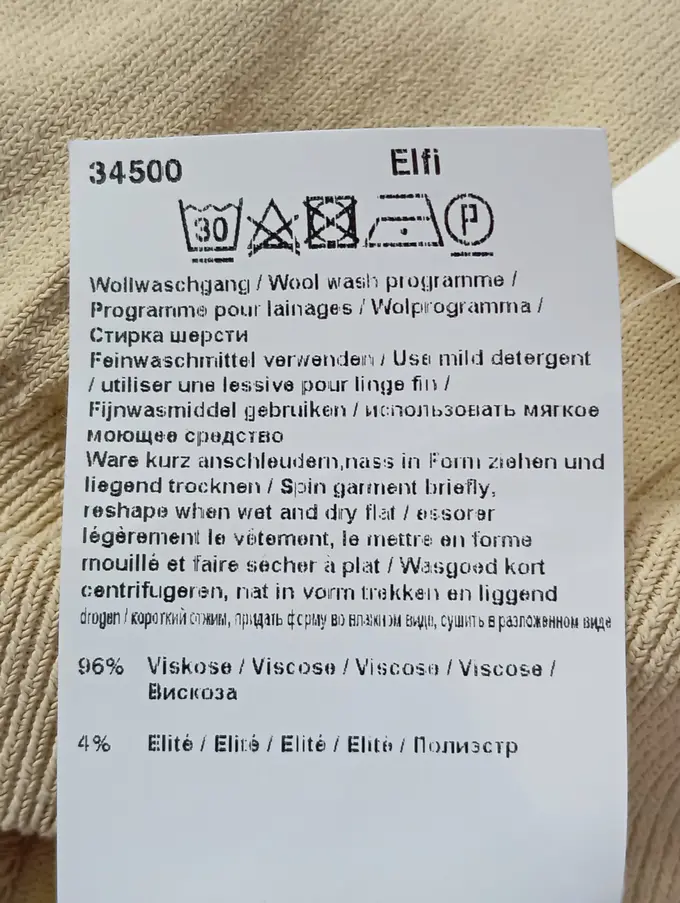 34500 Elfi
30 P
Wollwaschgang / Wool wash programme /
Programme pour lainages / Wolprogramma /
Стирка шерсти
Feinwaschmittel verwenden / Use mild detergent
/ utiliser une lessive pour linge fin /
Fijnwasmiddel gebruiken / использовать мягкое
моющее средство
Ware kurz anschleudern,nass in Form ziehen und
liegend trocknen / Spin garment briefly,
reshape when wet and dry flat / essorer
légèrement le vêtement, le mettre en forme
mouillé et faire sécher à plat / Wasgoed kort
centrifugeren, nat in vorm trekken en liggend
drogen / короткий отжим, придать форму во влажном виде, сушить в разложенном виде
96% Viskose / Viscose / Viscose / Viscose /
Вискоза
4% Elité / Elité / Elité / Elité / Полиэстр